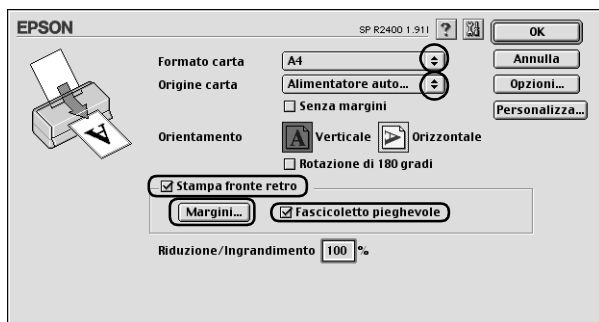 EPSON
SP R2400 1.91I ? OK
Formato carta A4 Annulla
Origine carta Alimentatore auto... Opzioni...
Senza margini Personalizza...
Orientamento A Verticale A Orizzontale
Rotazione di 180 gradi
Stampa fronte retro
Margini... Fascicoletto pieghevole
Riduzione/Ingrandimento 100 %
A